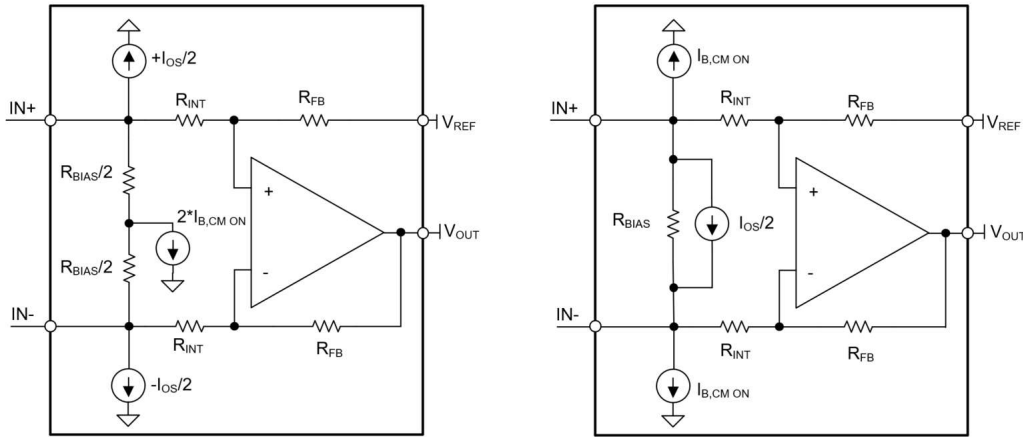 +IOS/2
IN+
RINT
RFB
VREF
RBIAS/2
2*IB,CM ON
+
VOUT
RBIAS/2
-
IN-
RINT
RFB
-IOS/2
IB,CM ON
IN+
RINT
RFB
VREF
+
RBIAS
IOS/2
VOUT
-
IN-
RINT
RFB
IB,CM ON